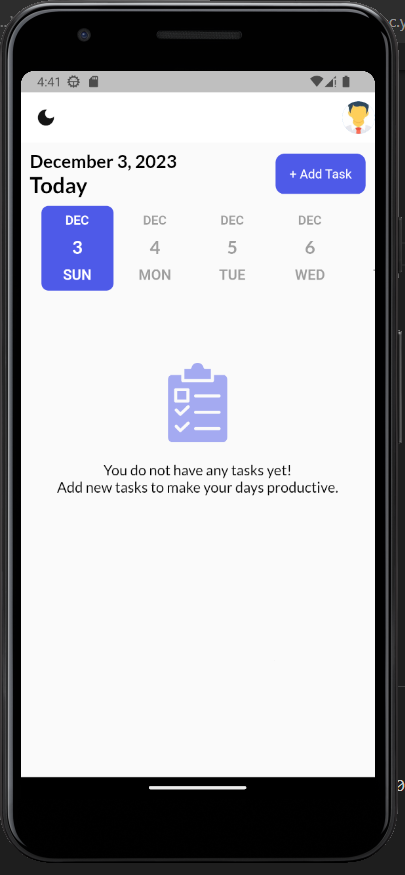 4:41
December 3, 2023
Today
+ Add Task
DEC DEC DEC DEC
3 4 5 6
SUN MON TUE WED
You do not have any tasks yet!
Add new tasks to make your days productive.